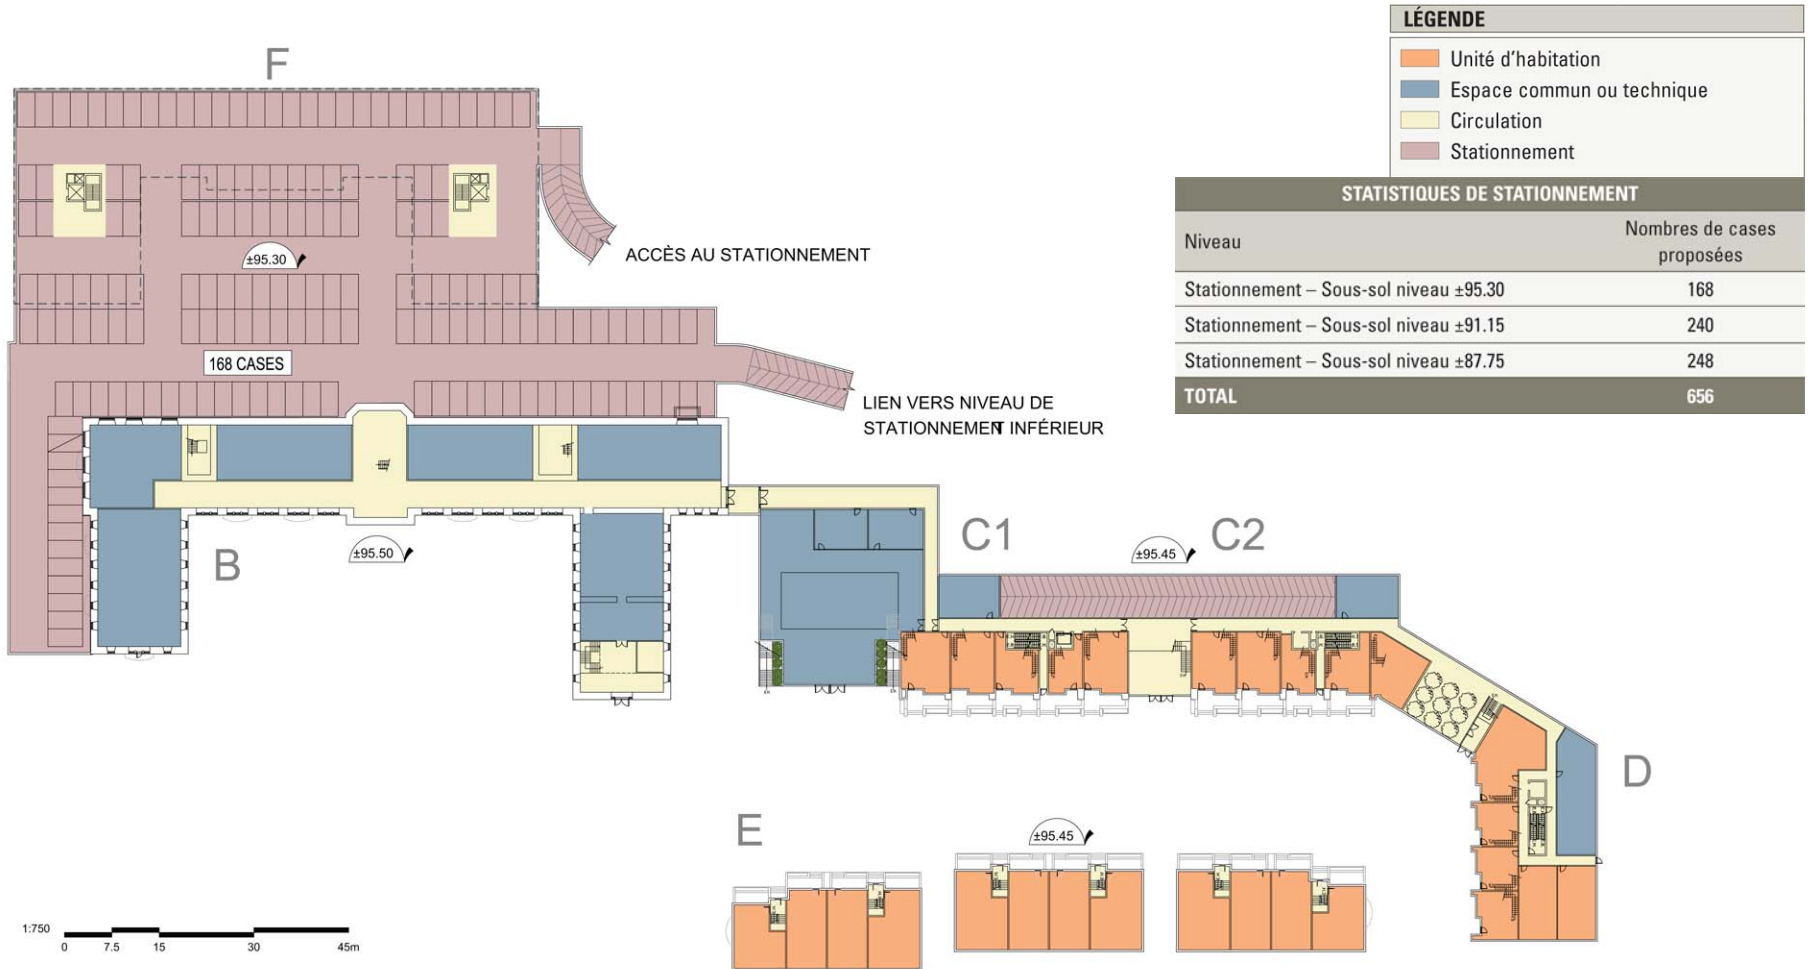 LÉGENDE
Unité d'habitation
Espace commun ou technique
Circulation
Stationnement
STATISTIQUES DE STATIONNEMENT
Niveau
Nombres de cases
proposées
Stationnement – Sous-sol niveau ±95.30 168
Stationnement – Sous-sol niveau ±91.15 240
Stationnement – Sous-sol niveau ±87.75 248
TOTAL 656
F
±95.30
ACCÈS AU STATIONNEMENT
168 CASES
LIEN VERS NIVEAU DE
STATIONNEMENT INFÉRIEUR
B
±95.50
C1
±95.45
C2
D
E
±95.45
1:750
0 7.5 15 30 45m